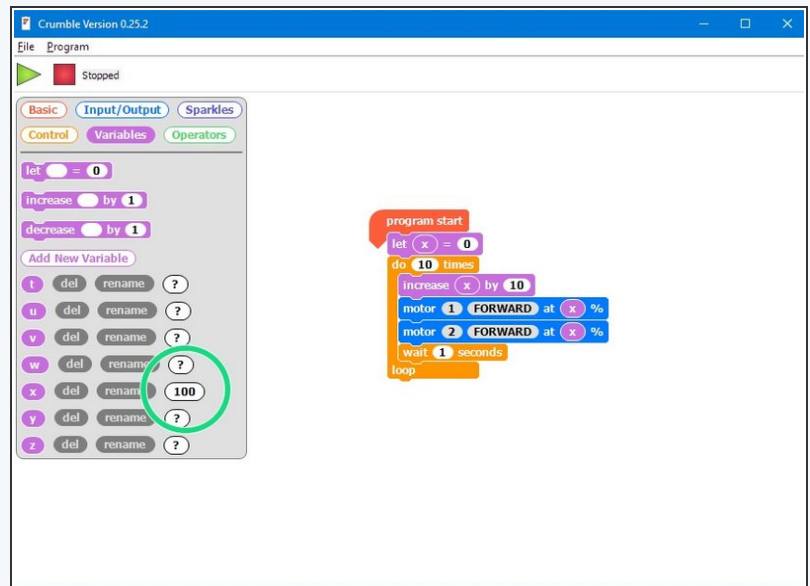 Crumble Version 0.25.2
File Program
Stopped
Basic Input/Output Sparkles
Control Variables Operators
let = 0
increase by 1
decrease by 1
Add New Variable
t del rename ?
u del rename ?
v del rename ?
w del rename ?
x del rename 100
y del rename ?
z del rename ?
program start
let x = 0
do 10 times
increase x by 10
motor 1 FORWARD at x %
motor 2 FORWARD at x %
wait 1 seconds
loop